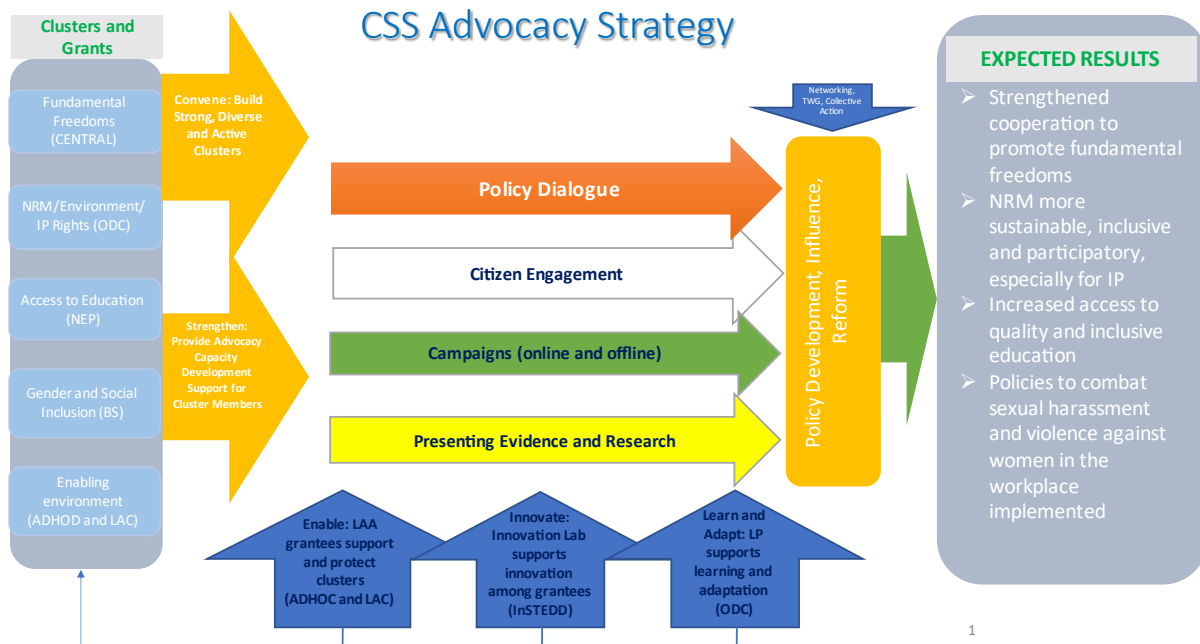 CSS Advocacy Strategy
Clusters and
Grants
Fundamental
Freedoms
(CENTRAL)
NRM/Environment/
IP Rights (ODC)
Access to Education
(NEP)
Gender and Social
Inclusion (BS)
Enabling
environment
(ADHOD and LAC)
Convene: Build
Strong, Diverse
and Active
Clusters
Strengthen:
Provide Advocacy
Capacity
Development
Support for
Cluster Members
Policy Dialogue
Citizen Engagement
Campaigns (online and offline)
Presenting Evidence and Research
Enable: LAA
grantees support
and protect
clusters
(ADHOC and LAC)
Innovate:
Innovation Lab
supports
innovation
among grantees
(InSTEDD)
Learn and
Adapt: LP
supports
learning and
adaptation
(ODC)
Networking,
TWG, Collective
Action
Policy Development, Influence,
Reform
EXPECTED RESULTS
➢ Strengthened
cooperation to
promote fundamental
freedoms
➢ NRM more
sustainable, inclusive
and participatory,
especially for IP
➢ Increased access to
quality and inclusive
education
➢ Policies to combat
sexual harassment
and violence against
women in the
workplace
implemented
1